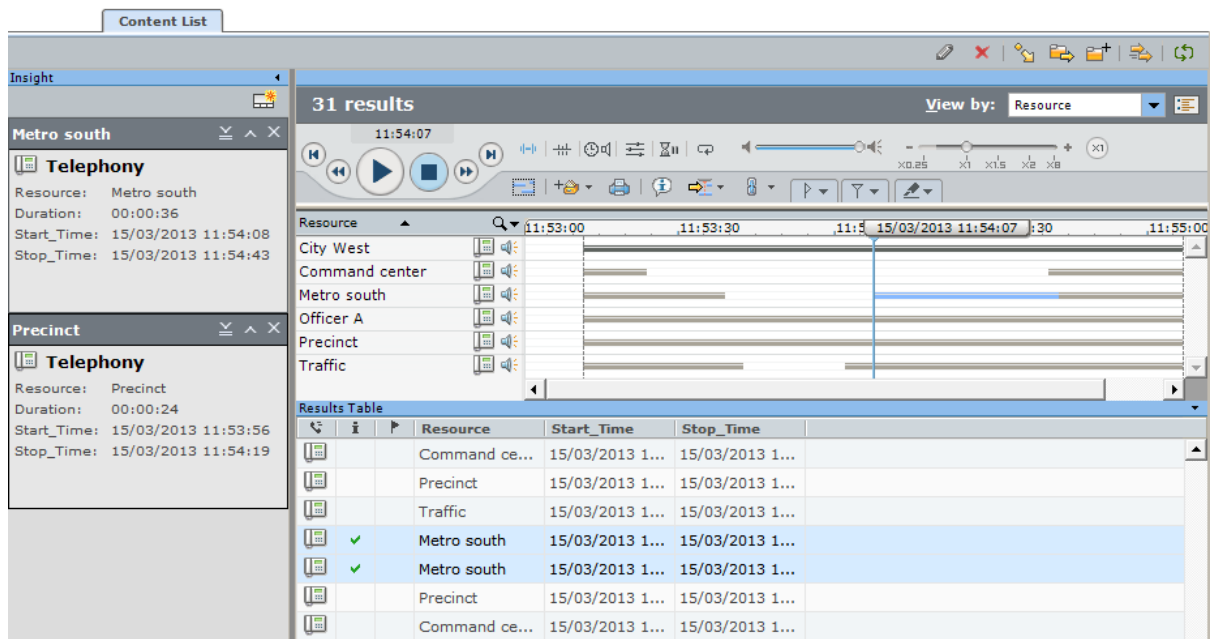 Content List
Insight
31 results
View by: Resource
Metro south
11:54:07
x1
x0.25 x1 x1.5 x2 x8
Telephony
Resource: Metro south
Duration: 00:00:36
Start_Time: 15/03/2013 11:54:08
Stop_Time: 15/03/2013 11:54:43
Resource
11:53:00 11:53:30 11:5 15/03/2013 11:54:07 :30 11:55:00
City West
Command center
Metro south
Officer A
Precinct
Traffic
Precinct
Telephony
Resource: Precinct
Duration: 00:00:24
Start_Time: 15/03/2013 11:53:56
Stop_Time: 15/03/2013 11:54:19
Results Table
Resource Start_Time Stop_Time
Command ce... 15/03/2013 1... 15/03/2013 1...
Precinct 15/03/2013 1... 15/03/2013 1...
Traffic 15/03/2013 1... 15/03/2013 1...
Metro south 15/03/2013 1... 15/03/2013 1...
Metro south 15/03/2013 1... 15/03/2013 1...
Precinct 15/03/2013 1... 15/03/2013 1...
Command ce... 15/03/2013 1... 15/03/2013 1...